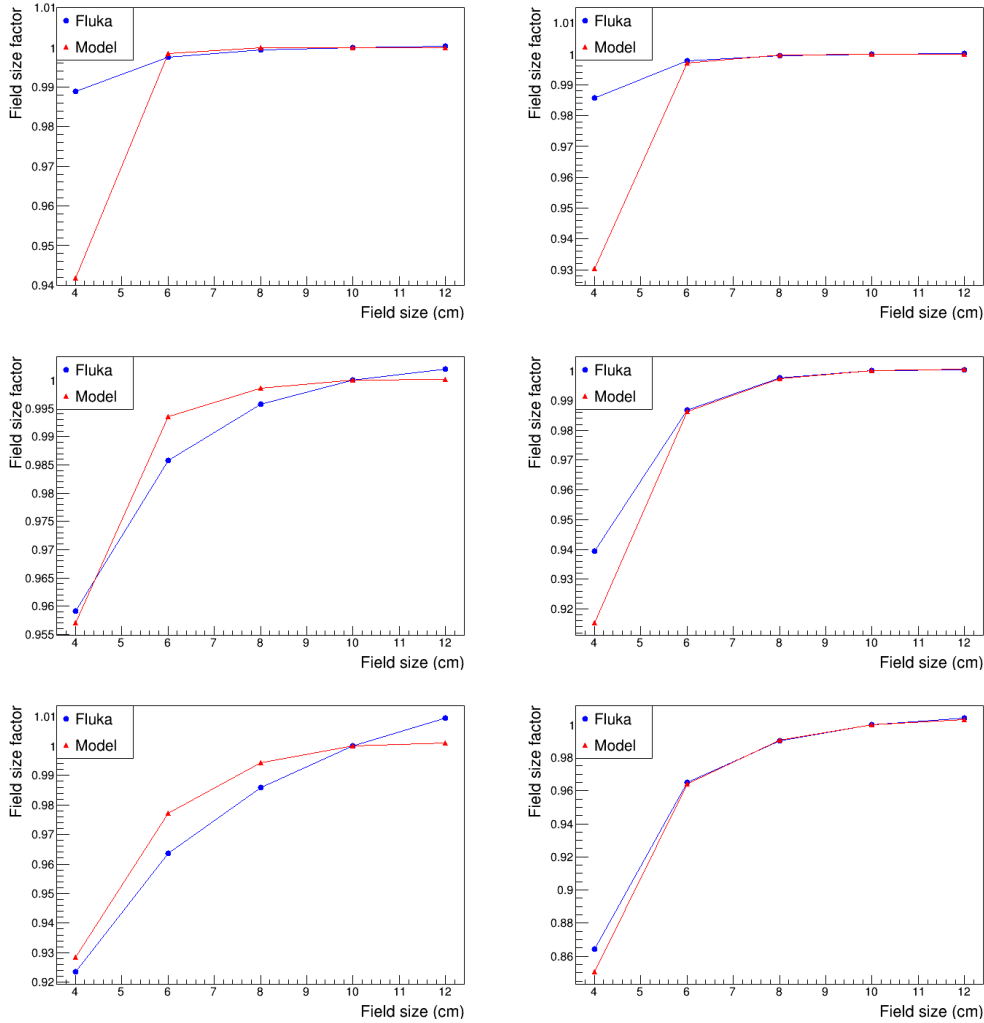 Field size factor
1.01
1
0.99
0.98
0.97
0.96
0.95
0.94
Fluka
Model
4 5 6 7 8 9 10 11 12
Field size (cm)
Field size factor
1.01
1
0.99
0.98
0.97
0.96
0.95
0.94
0.93
Fluka
Model
4 5 6 7 8 9 10 11 12
Field size (cm)
Field size factor
1
0.995
0.99
0.985
0.98
0.975
0.97
0.965
0.96
0.955
Fluka
Model
4 5 6 7 8 9 10 11 12
Field size (cm)
Field size factor
1
0.99
0.98
0.97
0.96
0.95
0.94
0.93
0.92
Fluka
Model
4 5 6 7 8 9 10 11 12
Field size (cm)
Field size factor
1.01
1
0.99
0.98
0.97
0.96
0.95
0.94
0.93
0.92
Fluka
Model
4 5 6 7 8 9 10 11 12
Field size (cm)
Field size factor
1
0.98
0.96
0.94
0.92
0.9
0.88
0.86
Fluka
Model
4 5 6 7 8 9 10 11 12
Field size (cm)